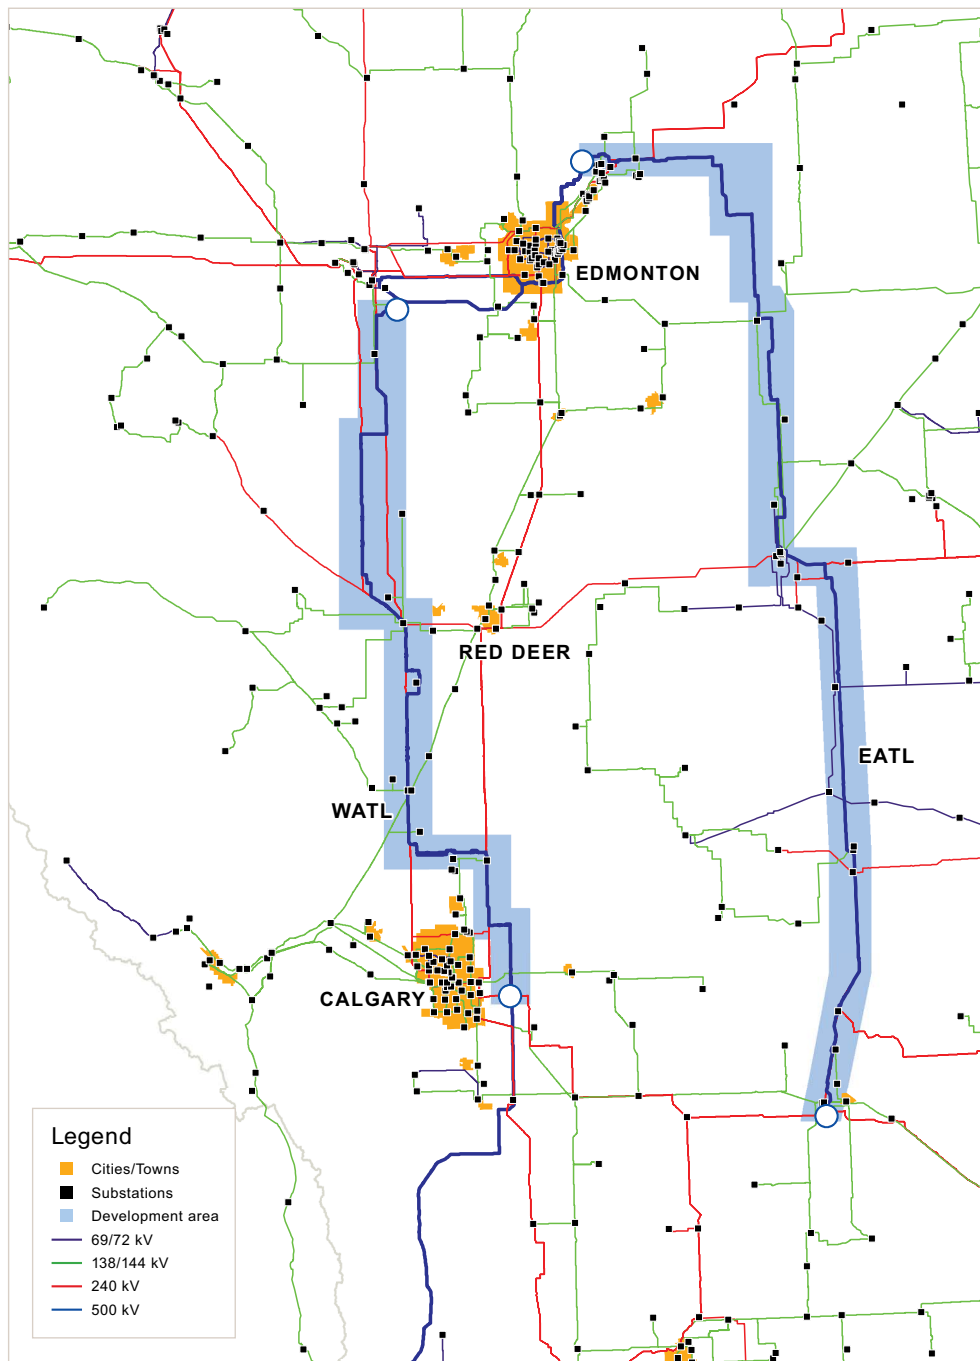 EDMONTON
RED DEER
EATL
WATL
CALGARY
Legend
Cities/Towns
Substations
Development area
69/72 kV
138/144 kV
240 kV
500 kV